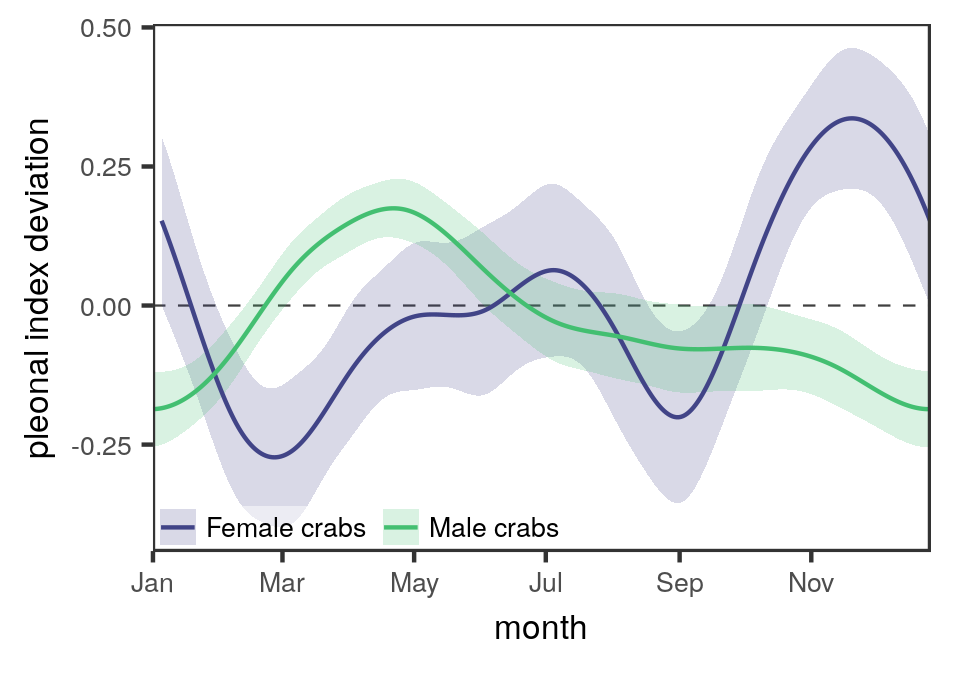 pleonal index deviation
0.50
0.25
0.00
-0.25
Female crabs Male crabs
Jan Mar May Jul Sep Nov
month